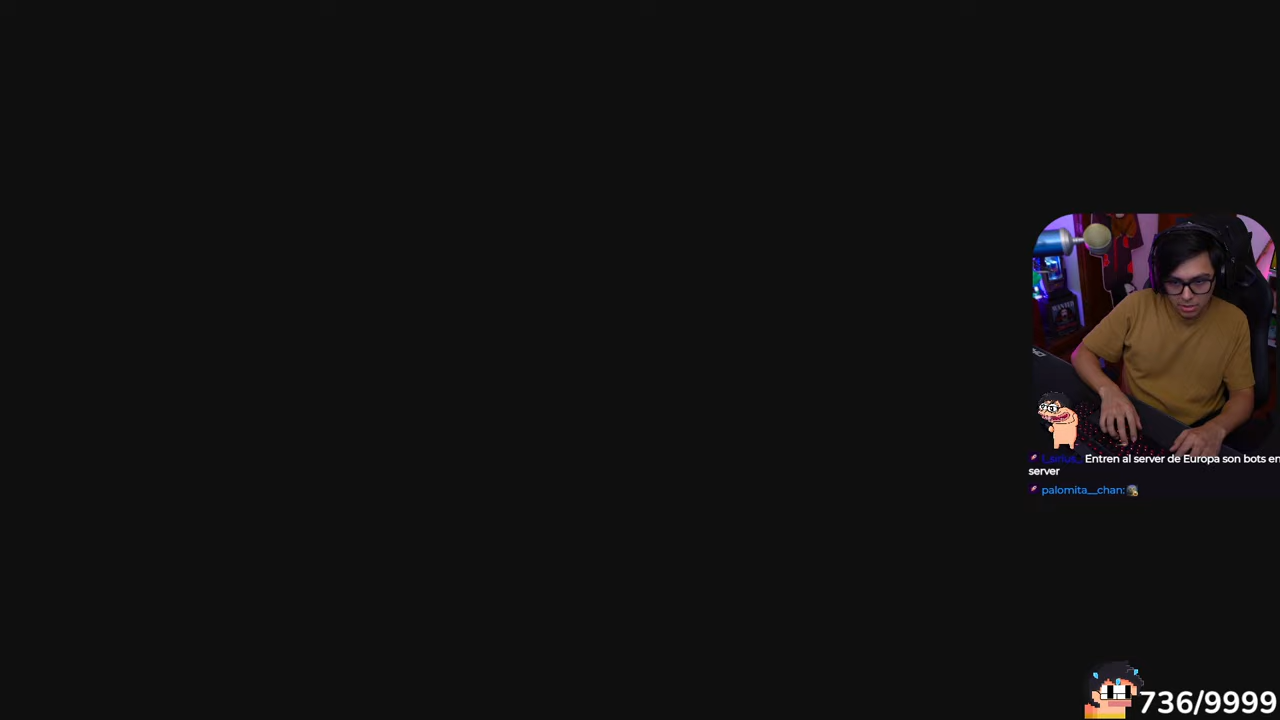 Entren al server de Europa son bots en
server
palomita__chan:
736/9999